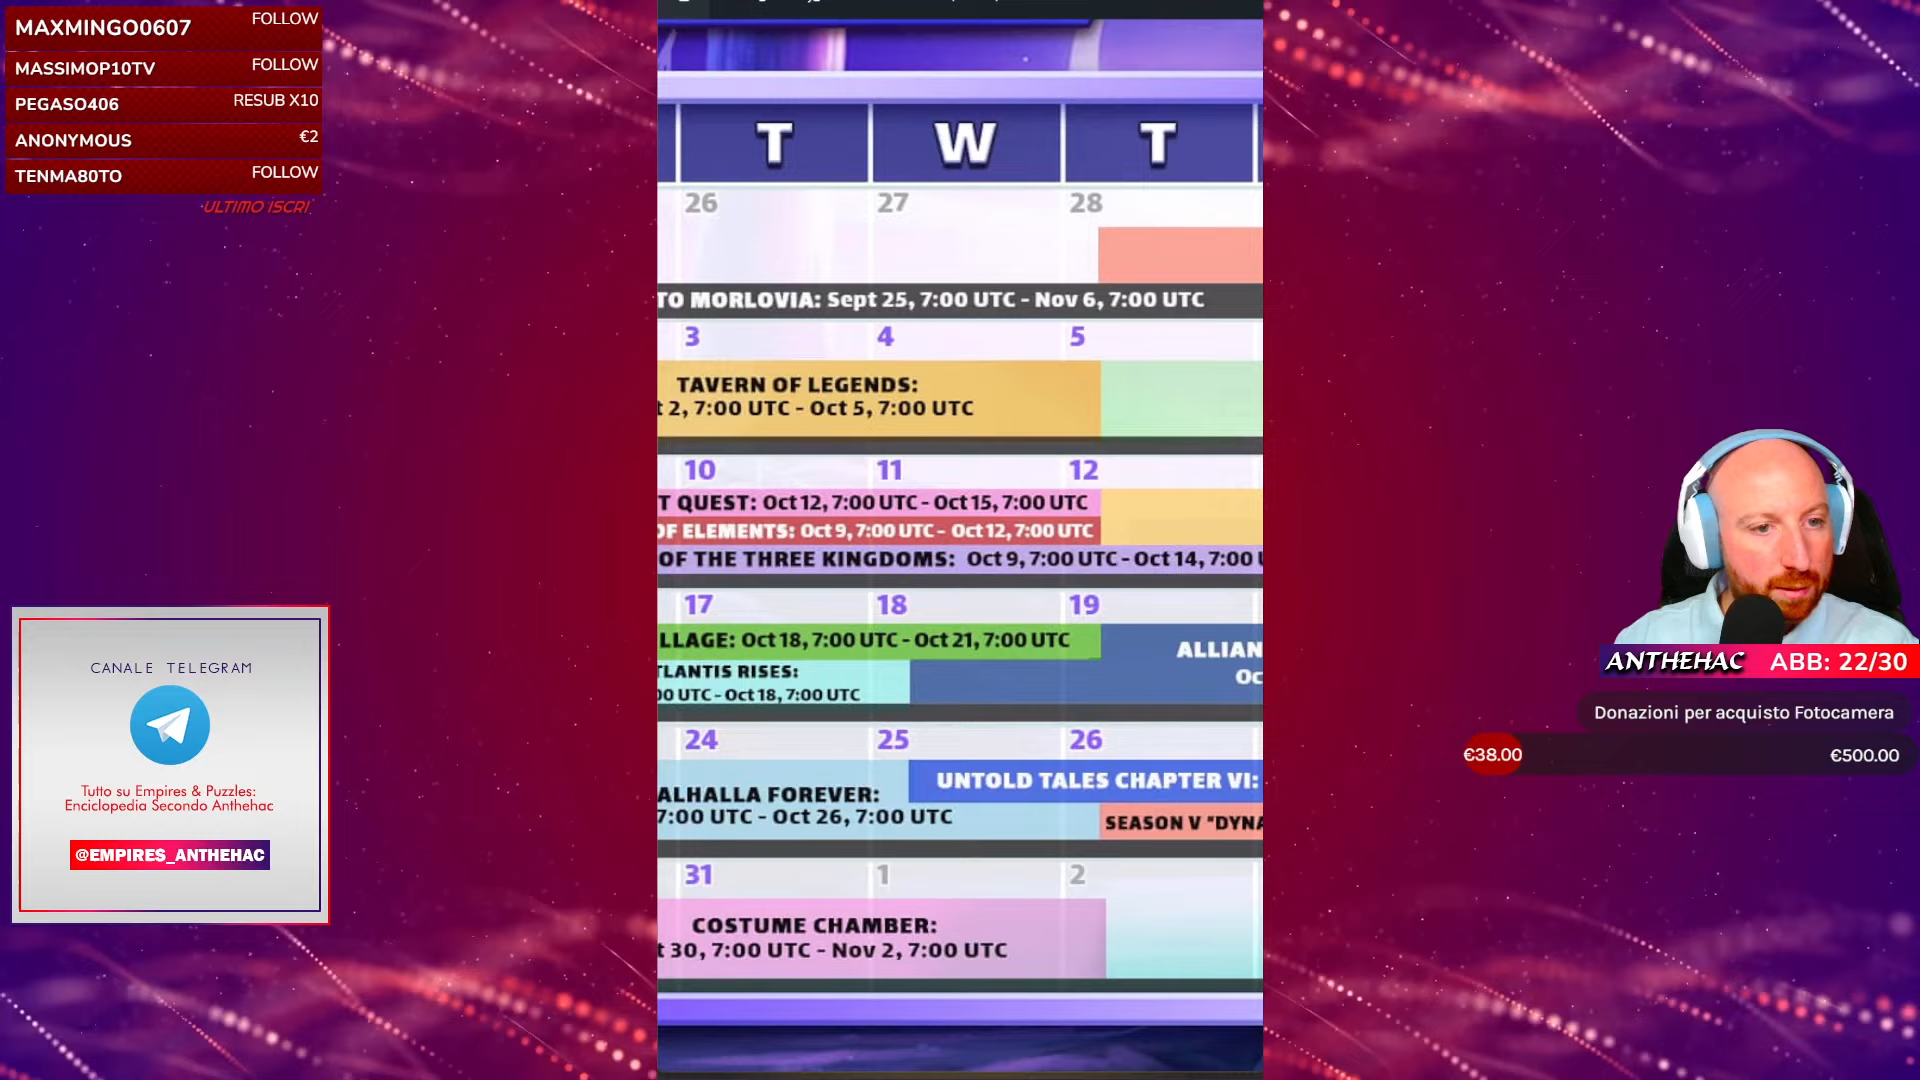 MAXMINGO0607 FOLLOW
MASSIMOP10TV FOLLOW
PEGASO406 RESUB X10
ANONYMOUS €2
TENMA80TO FOLLOW
ULTIMO ISCRI
CANALE TELEGRAM
Tutto su Empires & Puzzles:
Enciclopedia Secondo Anthehac
@EMPIRES_ANTHEHAC
T W T
26 27 28
TO MORLOVIA: Sept 25, 7:00 UTC - Nov 6, 7:00 UTC
3 4 5
TAVERN OF LEGENDS:
t 2, 7:00 UTC - Oct 5, 7:00 UTC
10 11 12
T QUEST: Oct 12, 7:00 UTC - Oct 15, 7:00 UTC
OF ELEMENTS: Oct 9, 7:00 UTC - Oct 12, 7:00 UTC
OF THE THREE KINGDOMS: Oct 9, 7:00 UTC - Oct 14, 7:00 U
17 18 19
LLAGE: Oct 18, 7:00 UTC - Oct 21, 7:00 UTC
ALLIAN
TLANTIS RISES:
Oc
00 UTC - Oct 18, 7:00 UTC
24 25 26
UNTOLD TALES CHAPTER VI:
ALHALLA FOREVER:
7:00 UTC - Oct 26, 7:00 UTC
SEASON V "DYNA
31 1 2
COSTUME CHAMBER:
t 30, 7:00 UTC - Nov 2, 7:00 UTC
ANTHEHAC ABB: 22/30
Donazioni per acquisto Fotocamera
€38.00 €500.00